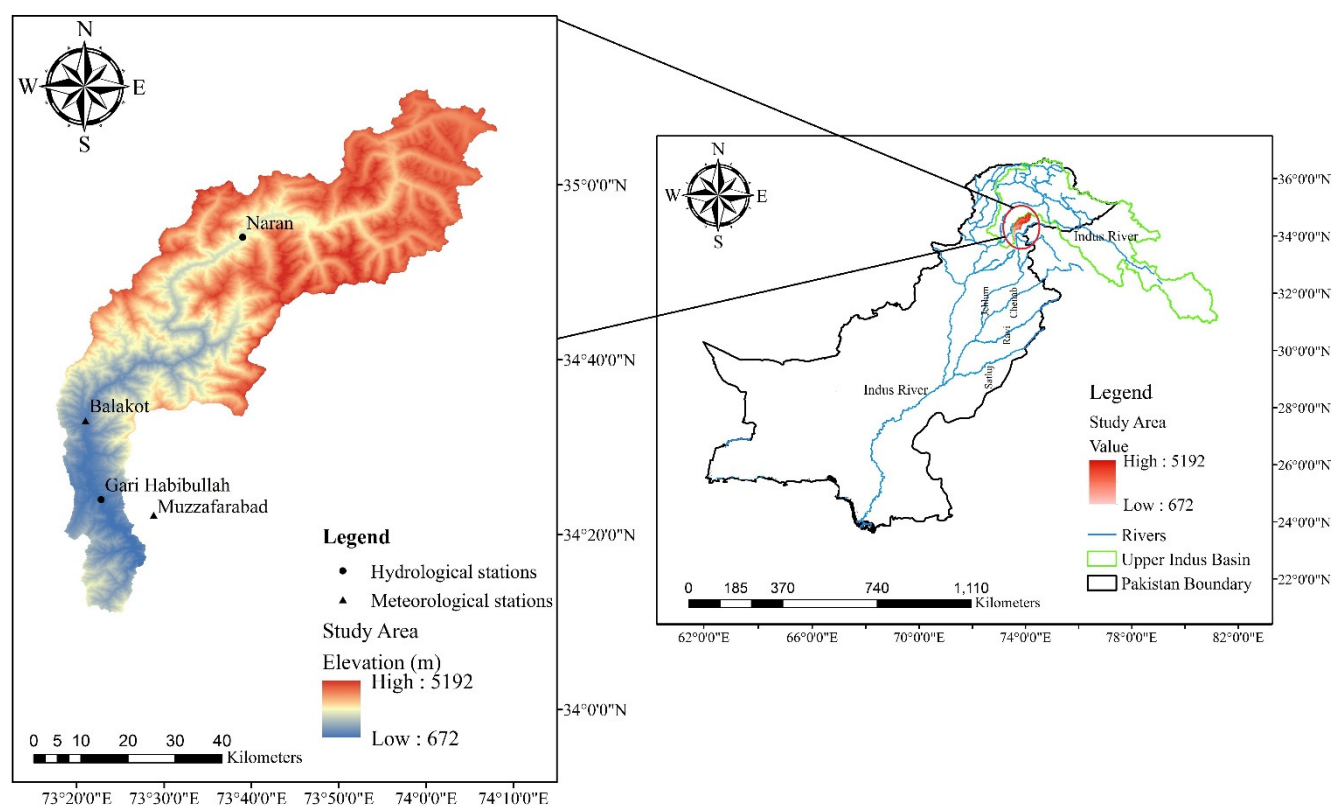 N
W E
S
Naran
Balakot
Gari Habibullah
Muzzafarabad
Legend
Hydrological stations
Meteorological stations
Study Area
Elevation (m)
High : 5192
Low : 672
0 5 10 20 30 40
Kilometers
35°0'0"N
34°40'0"N
34°20'0"N
34°0'0"N
73°20'0"E 73°30'0"E 73°40'0"E 73°50'0"E 74°0'0"E 74°10'0"E
N
W E
S
Indus River
Jehlum
Chenab
Ravi
Satluj
Indus River
Legend
Study Area
Value
High : 5192
Low : 672
Rivers
Upper Indus Basin
Pakistan Boundary
0 185 370 740 1,110
Kilometers
36°0'0"N
34°0'0"N
32°0'0"N
30°0'0"N
28°0'0"N
26°0'0"N
24°0'0"N
22°0'0"N
62°0'0"E 66°0'0"E 70°0'0"E 74°0'0"E 78°0'0"E 82°0'0"E